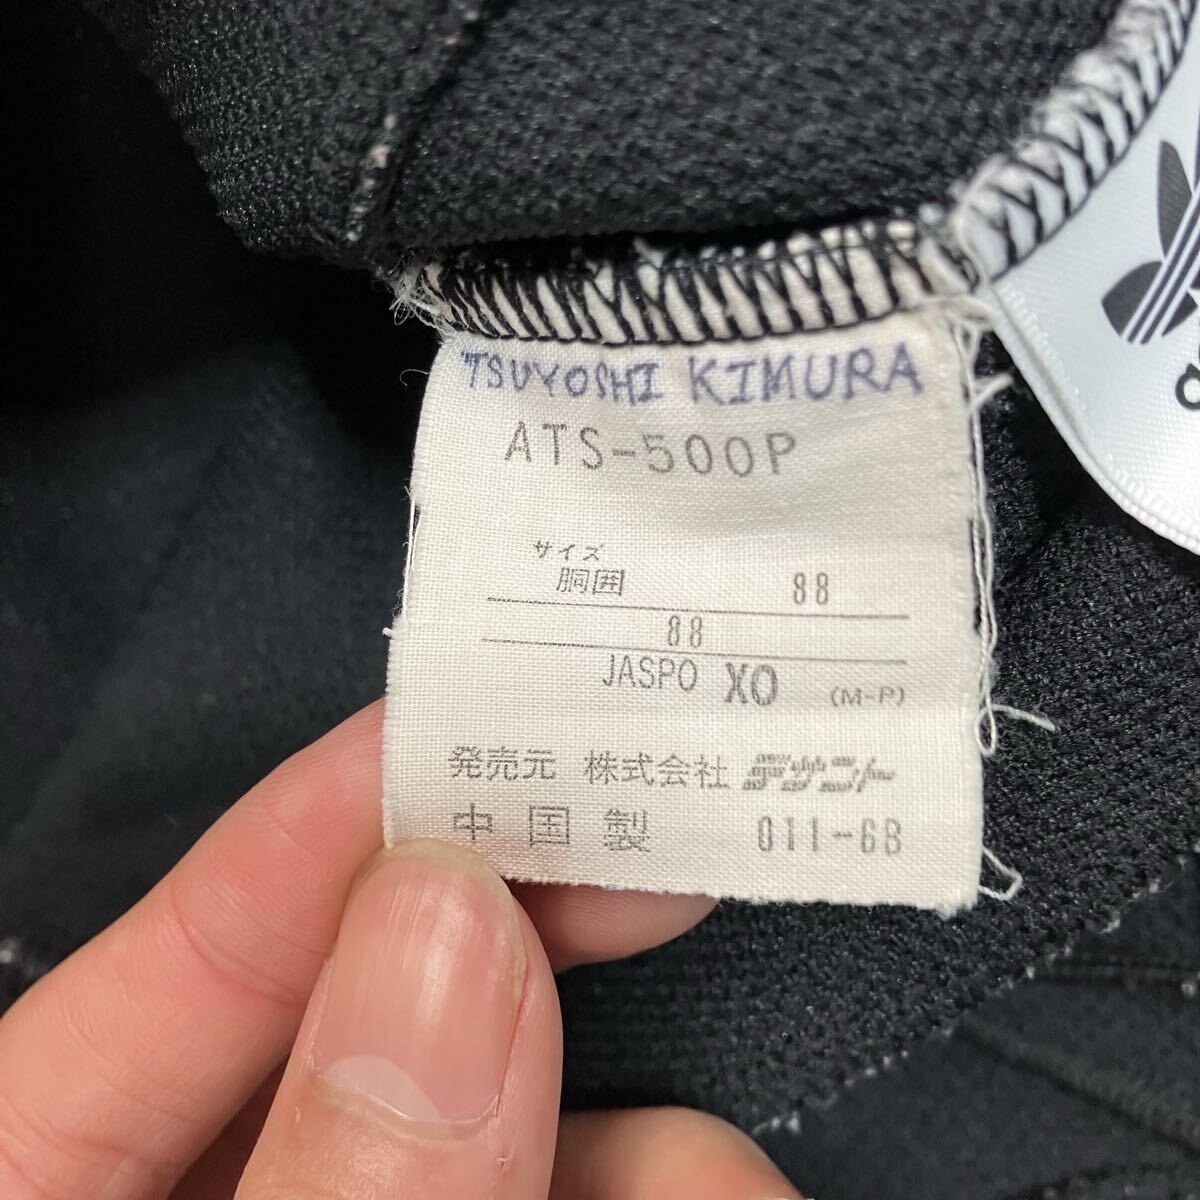 TSUYOSHI KIMURA
ATS-500P
サイズ
胴囲 88
88
JASPO XO (M-P)
発売元 株式会社 デサント
中国製 011-6B